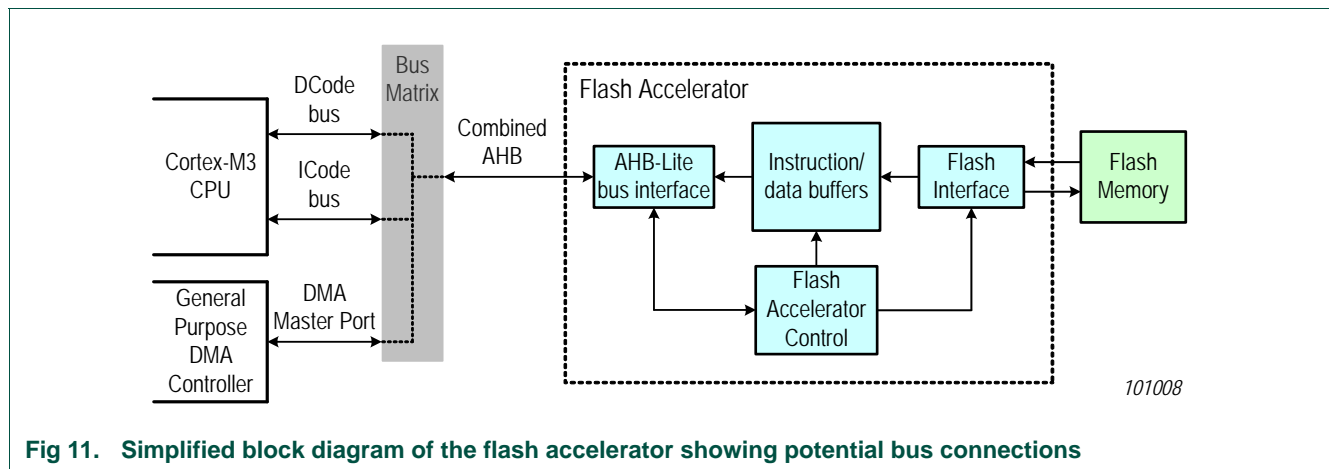 Bus
Matrix
DCode
bus
Cortex-M3
CPU
ICode
bus
General
Purpose
DMA
Controller
DMA
Master Port
Combined
AHB
Flash Accelerator
AHB-Lite
bus interface
Instruction/
data buffers
Flash
Interface
Flash
Memory
Flash
Accelerator
Control
101008
Fig 11. Simplified block diagram of the flash accelerator showing potential bus connections